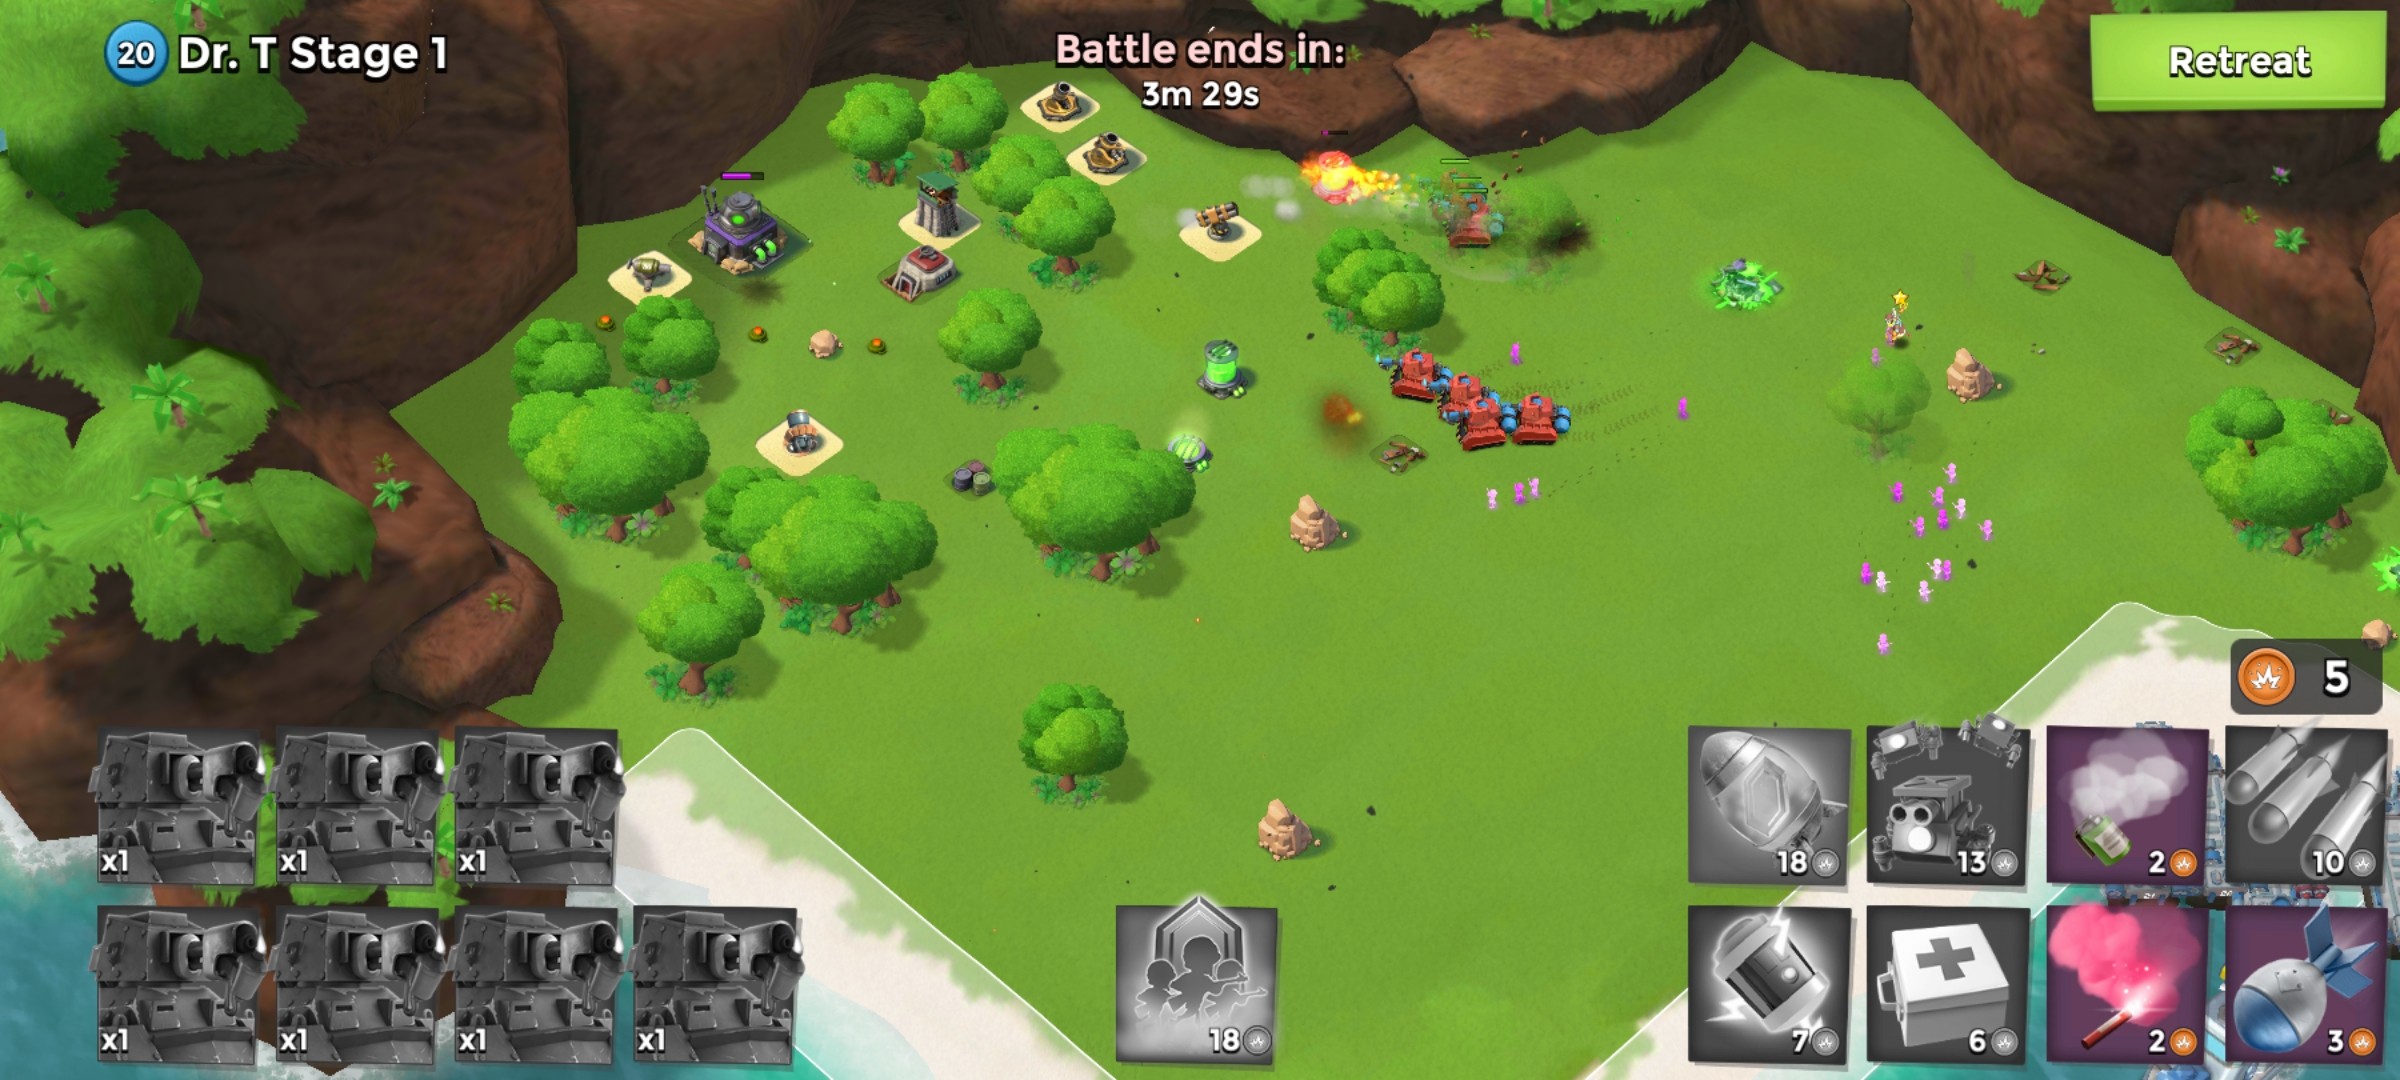 20 Dr. T Stage 1
Battle ends in:
3m 29s
Retreat
5
x1
x1
x1
18
13
2
10
x1
x1
x1
x1
18
7
6
2
3